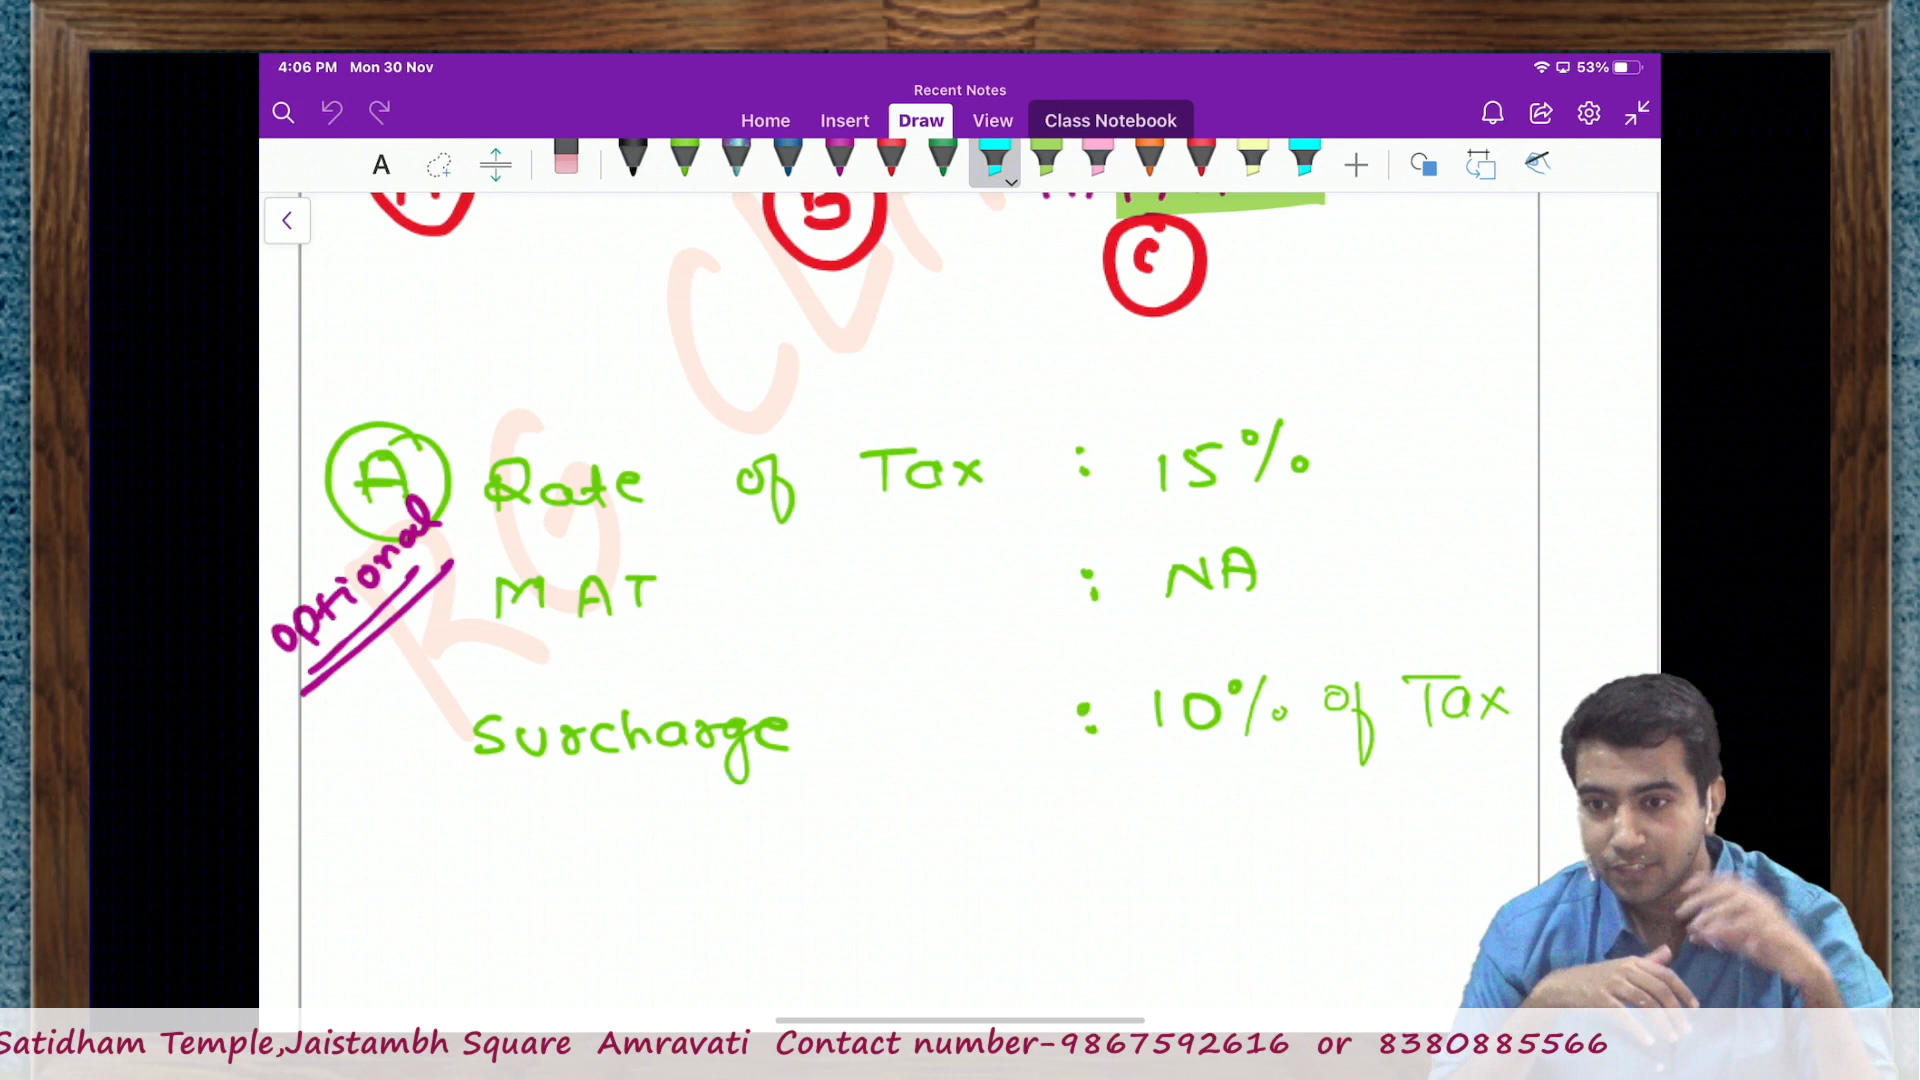 4:06 PM Mon 30 Nov
53%
Recent Notes
Home Insert Draw View Class Notebook
A
B
C
RG
A Rate of Tax : 15%
optional
MAT : NA
Surcharge : 10% of Tax
Satidham Temple,Jaistambh Square Amravati Contact number-9867592616 or 8380885566